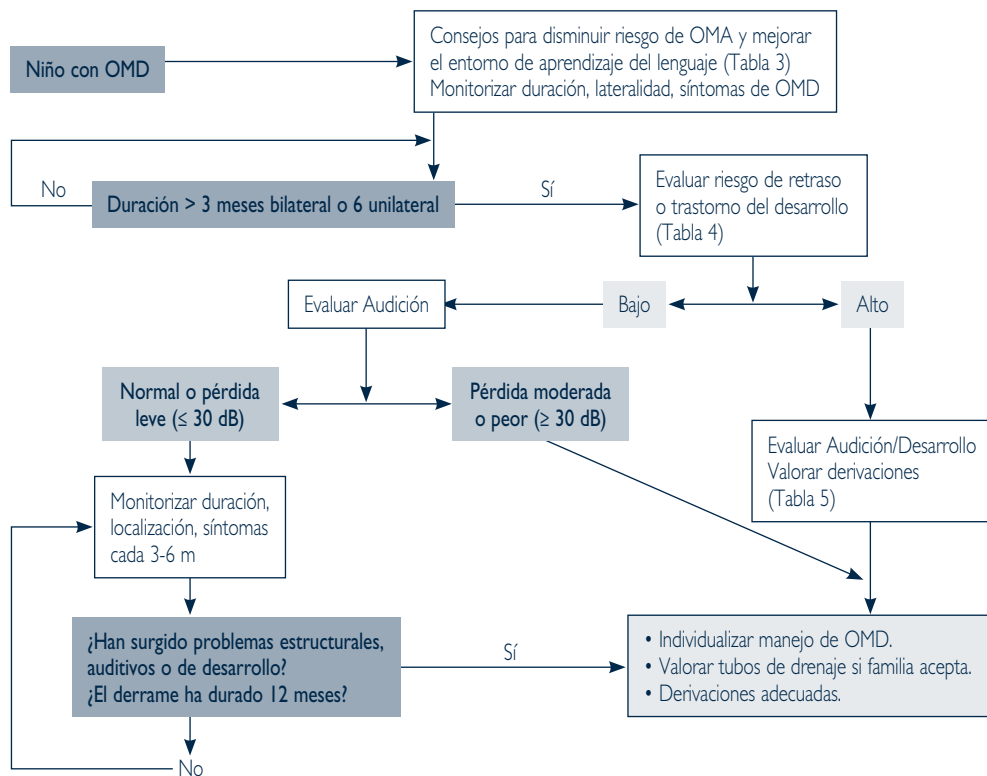 Niño con OMD
Consejos para disminuir riesgo de OMA y mejorar
el entorno de aprendizaje del lenguaje (Tabla 3)
Monitorizar duración, lateralidad, síntomas de OMD
No
Duración > 3 meses bilateral o 6 unilateral
Sí
Evaluar riesgo de retraso
o trastorno del desarrollo
(Tabla 4)
Evaluar Audición
Bajo
Alto
Normal o pérdida
leve (≤ 30 dB)
Pérdida moderada
o peor (≥ 30 dB)
Evaluar Audición/Desarrollo
Valorar derivaciones
(Tabla 5)
Monitorizar duración,
localización, síntomas
cada 3-6 m
¿Han surgido problemas estructurales,
auditivos o de desarrollo?
¿El derrame ha durado 12 meses?
Sí
• Individualizar manejo de OMD.
• Valorar tubos de drenaje si familia acepta.
• Derivaciones adecuadas.
No